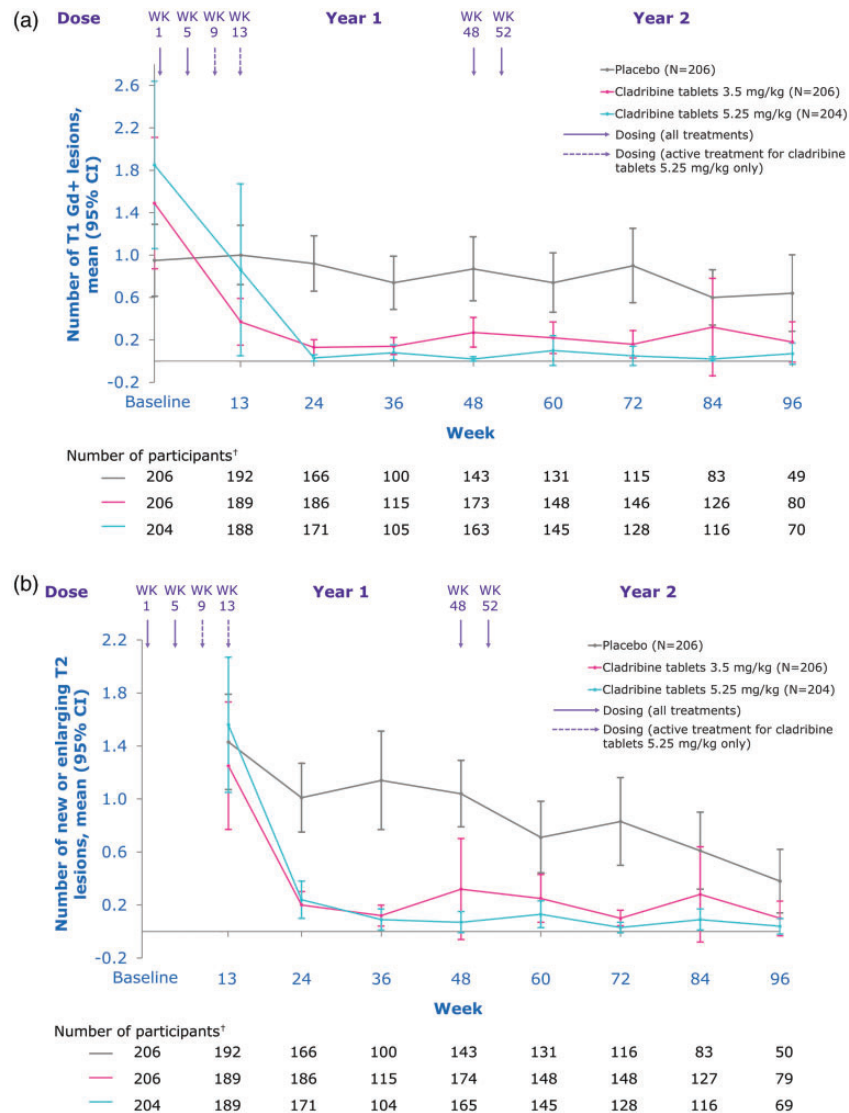 (a)
Dose WK WK WK WK Year 1 WK WK Year 2
1 5 9 13 48 52
Placebo (N=206)
Cladribine tablets 3.5 mg/kg (N=206)
Cladribine tablets 5.25 mg/kg (N=204)
Dosing (all treatments)
Dosing (active treatment for cladribine
tablets 5.25 mg/kg only)
Number of T1 Gd+ lesions,
mean (95% CI)
2.6
2.2
1.8
1.4
1.0
0.6
0.2
-0.2
Baseline 13 24 36 48 60 72 84 96
Week
Number of participants†
206 192 166 100 143 131 115 83 49
206 189 186 115 173 148 146 126 80
204 188 171 105 163 145 128 116 70
(b)
Dose WK WK WK WK Year 1 WK WK Year 2
1 5 9 13 48 52
Placebo (N=206)
Cladribine tablets 3.5 mg/kg (N=206)
Cladribine tablets 5.25 mg/kg (N=204)
Dosing (all treatments)
Dosing (active treatment for cladribine
tablets 5.25 mg/kg only)
Number of new or enlarging T2
lesions, mean (95% CI)
2.2
1.8
1.4
1.0
0.6
0.2
-0.2
Baseline 13 24 36 48 60 72 84 96
Week
Number of participants†
206 192 166 100 143 131 116 83 50
206 189 186 115 174 148 148 127 79
204 189 171 104 165 145 128 116 69